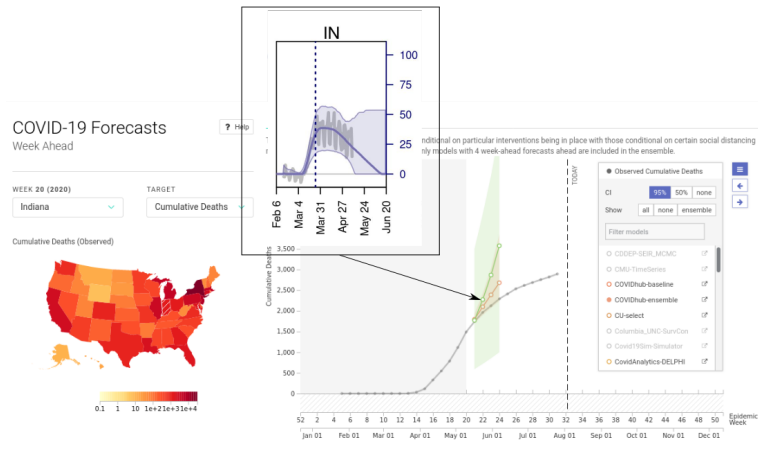 IN
100
75
50
25
0
Feb 6
Mar 4
Mar 31
Apr 27
May 24
Jun 20
COVID-19 Forecasts
? Help
Week Ahead
nditional on particular interventions being in place with those conditional on certain social distancing
nly models with 4 week-ahead forecasts ahead are included in the ensemble.
WEEK 20 (2020)
TARGET
Indiana
Cumulative Deaths
Cumulative Deaths (Observed)
0.1 1 10 1e+2 1e+3 1e+4
Cumulative Deaths
3,500
3,000
2,500
2,000
1,500
1,000
500
0
TODAY
52 2 4 6 8 10 12 14 16 18 20 22 24 26 28 30 32 34 36 38 40 42 44 46 48 50
Epidemic
Week
Jan 01 Feb 01 Mar 01 Apr 01 May 01 Jun 01 Jul 01 Aug 01 Sep 01 Oct 01 Nov 01 Dec 01
Observed Cumulative Deaths
CI 95% 50% none
Show all none ensemble
Filter models
CDDEP-SEIR_MCMC
CMU-TimeSeries
COVIDhub-baseline
COVIDhub-ensemble
CU-select
Columbia_UNC-SurvCon
Covid19Sim-Simulator
CovidAnalytics-DELPHI